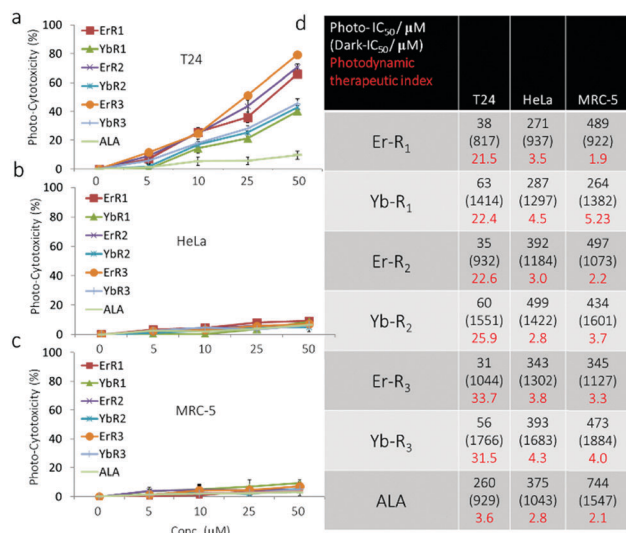 a
Photo-Cytotoxicity (%)
100
80
60
40
20
0
ErR1
YbR1
ErR2
YbR2
ErR3
YbR3
ALA
T24
0 5 10 25 50
b
Photo-Cytotoxicity (%)
100
80
60
40
20
0
ErR1
YbR1
ErR2
YbR2
ErR3
YbR3
ALA
HeLa
0 5 10 25 50
c
Photo-Cytotoxicity (%)
100
80
60
40
20
0
ErR1
YbR1
ErR2
YbR2
ErR3
YbR3
ALA
MRC-5
0 5 10 25 50
Conc. (μM)
d
Photo-IC50/ μM
(Dark-IC50/ μM)
Photodynamic
therapeutic index
T24 HeLa MRC-5
Er-R1
38 271 489
(817) (937) (922)
21.5 3.5 1.9
Yb-R1
63 287 264
(1414) (1297) (1382)
22.4 4.5 5.23
Er-R2
35 392 497
(932) (1184) (1073)
22.6 3.0 2.2
Yb-R2
60 499 434
(1551) (1422) (1601)
25.9 2.8 3.7
Er-R3
31 343 345
(1044) (1302) (1127)
33.7 3.8 3.3
Yb-R3
56 393 473
(1766) (1683) (1884)
31.5 4.3 4.0
ALA
260 375 744
(929) (1043) (1547)
3.6 2.8 2.1